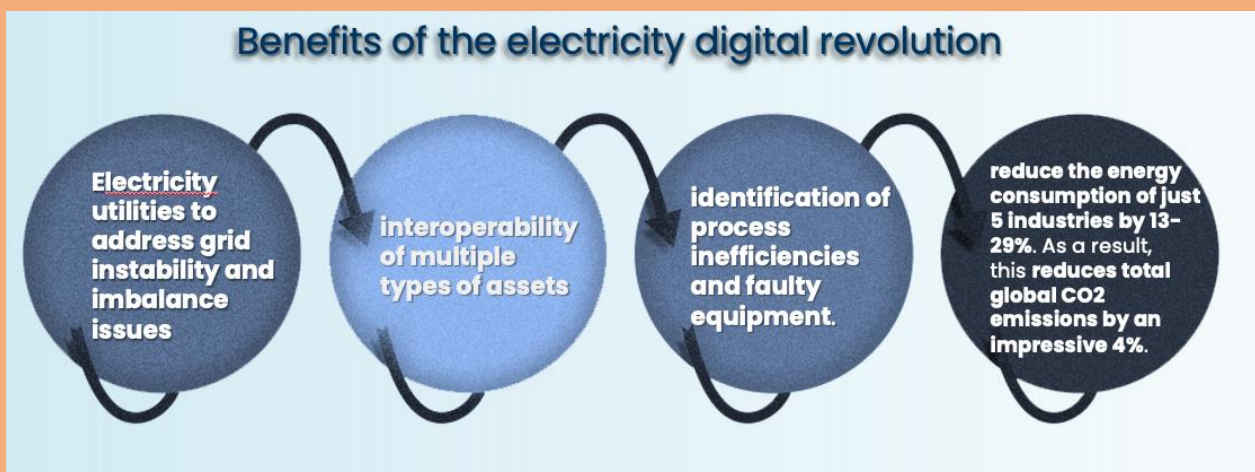 Benefits of the electricity digital revolution
Electricity
utilities to
address grid
instability and
imbalance
issues
interoperability
of multiple
types of assets
identification of
process
inefficiencies
and faulty
equipment.
reduce the energy
consumption of just
5 industries by 13-
29%. As a result,
this reduces total
global CO2
emissions by an
impressive 4%.